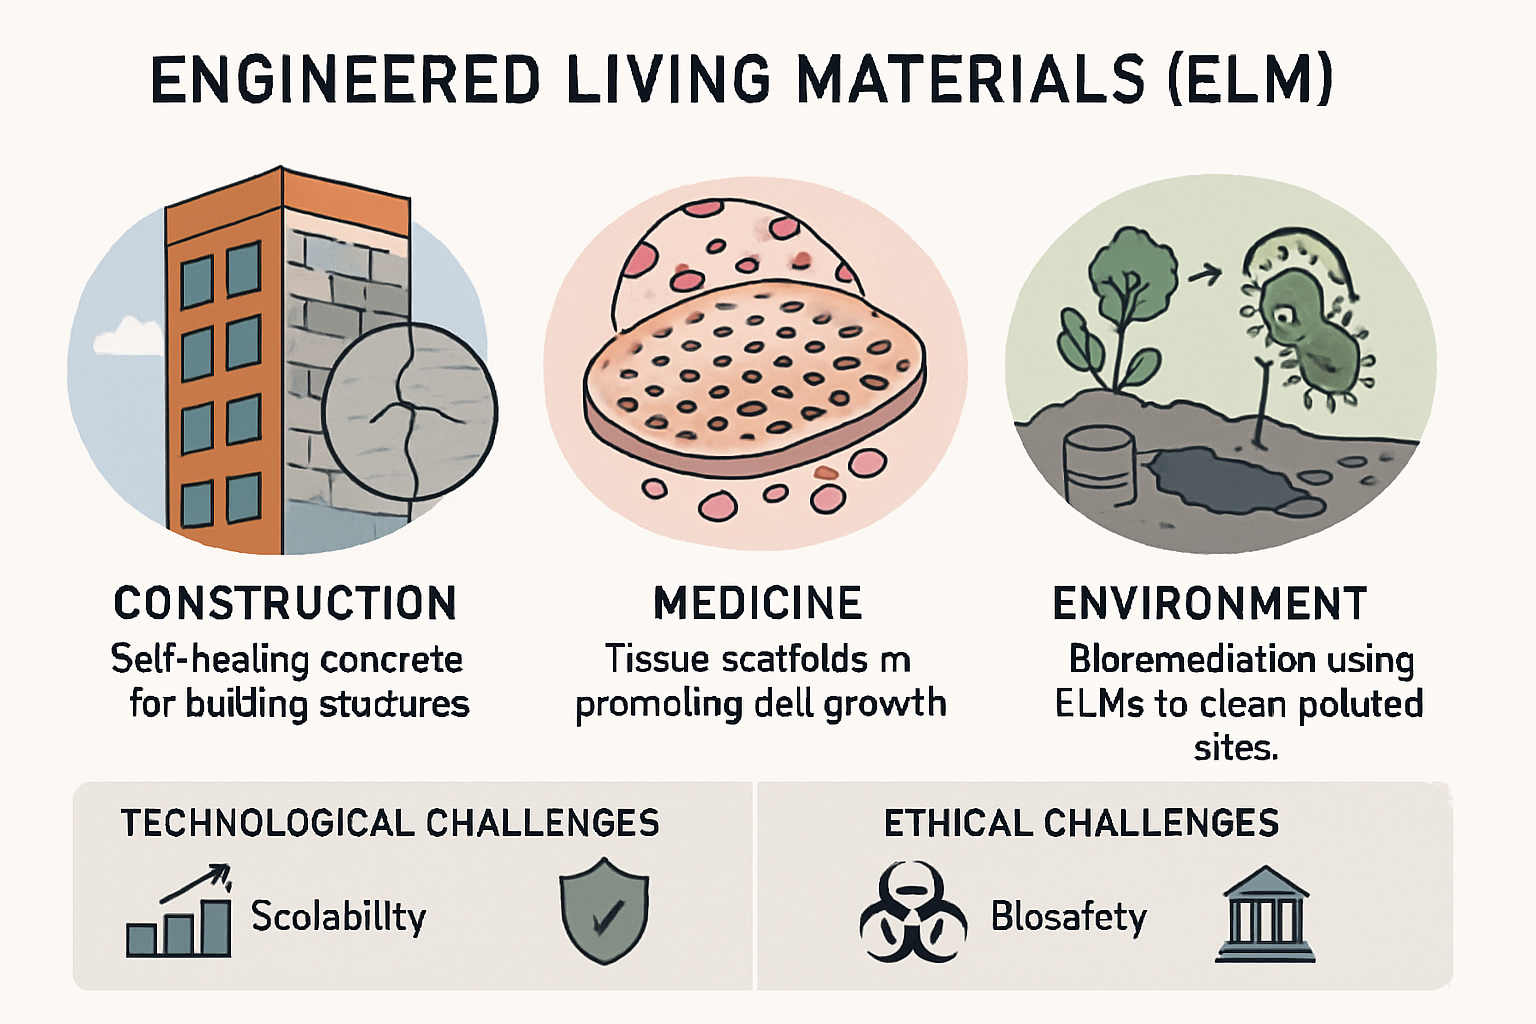 ENGINEERED LIVING MATERIALS (ELM)
CONSTRUCTION
Self-healing concrete
for building studtures
MEDICINE
Tissue scatfolds m
promoling dell growth
ENVIRONMENT
Bloremediation using
ELMs to clean poluted
sites.
TECHNOLOGICAL CHALLENGES
Scolabillty
ETHICAL CHALLENGES
Blosafety